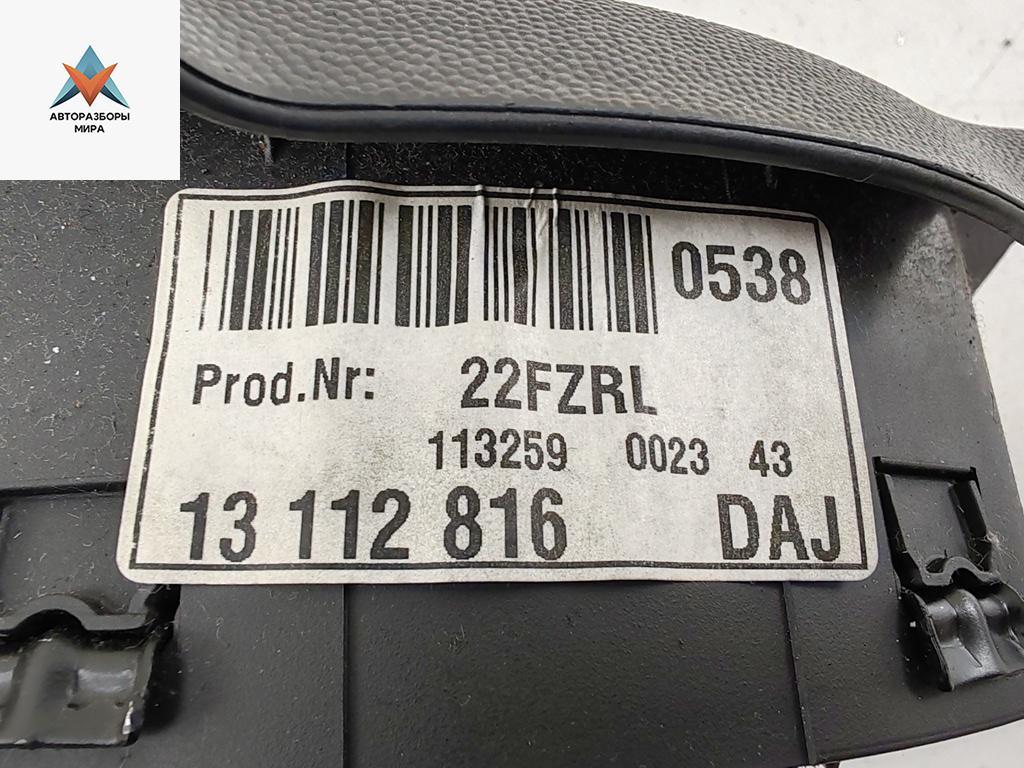 АВТОРАЗБОРЫ
МИРА
0538
Prod.Nr: 22FZRL
113259 0023 43
13 112 816 DAJ